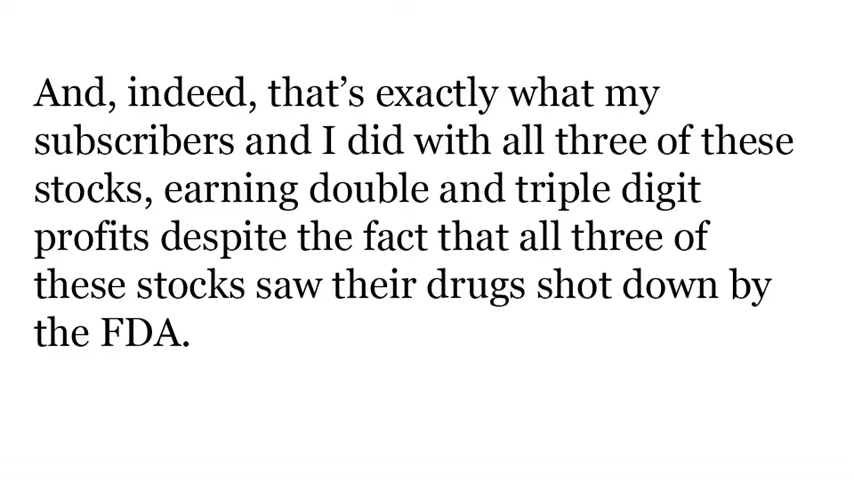 And, indeed, that’s exactly what my
subscribers and I did with all three of these
stocks, earning double and triple digit
profits despite the fact that all three of
these stocks saw their drugs shot down by
the FDA.